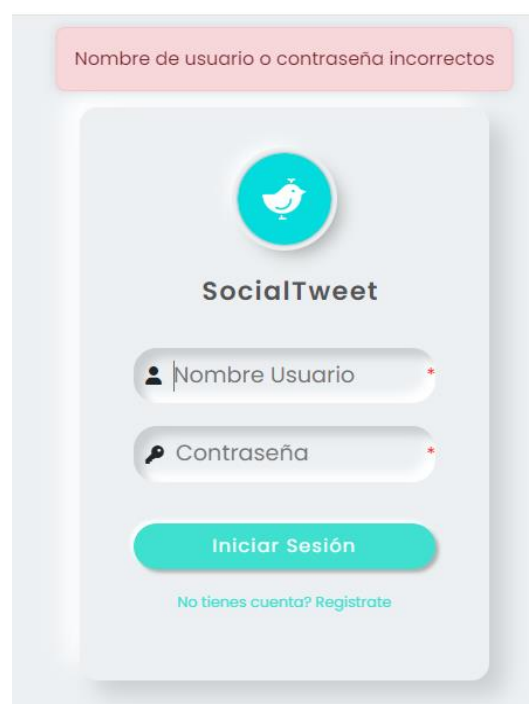 Nombre de usuario o contraseña incorrectos
SocialTweet
Nombre Usuario *
Contraseña *
Iniciar Sesión
No tienes cuenta? Registrate